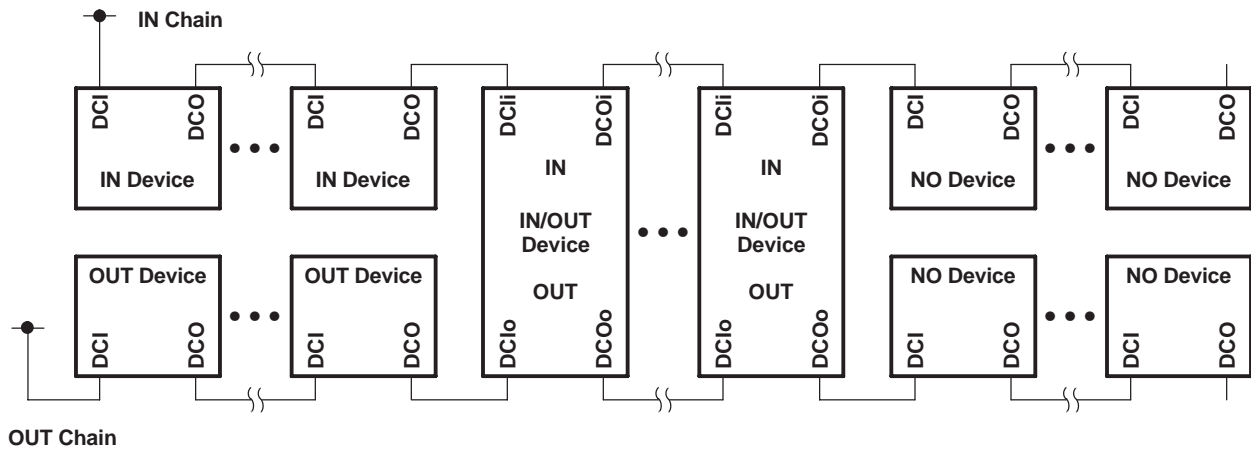 IN Chain
DCI
DCO
IN Device
DCI
DCO
IN Device
DCIi
DCOi
IN
IN/OUT
Device
OUT
DCIo
DCOo
DCIi
DCOi
IN
IN/OUT
Device
OUT
DCIo
DCOo
DCI
DCO
NO Device
DCI
DCO
NO Device
OUT Device
DCI
DCO
OUT Device
DCI
DCO
NO Device
DCI
DCO
NO Device
DCI
DCO
OUT Chain